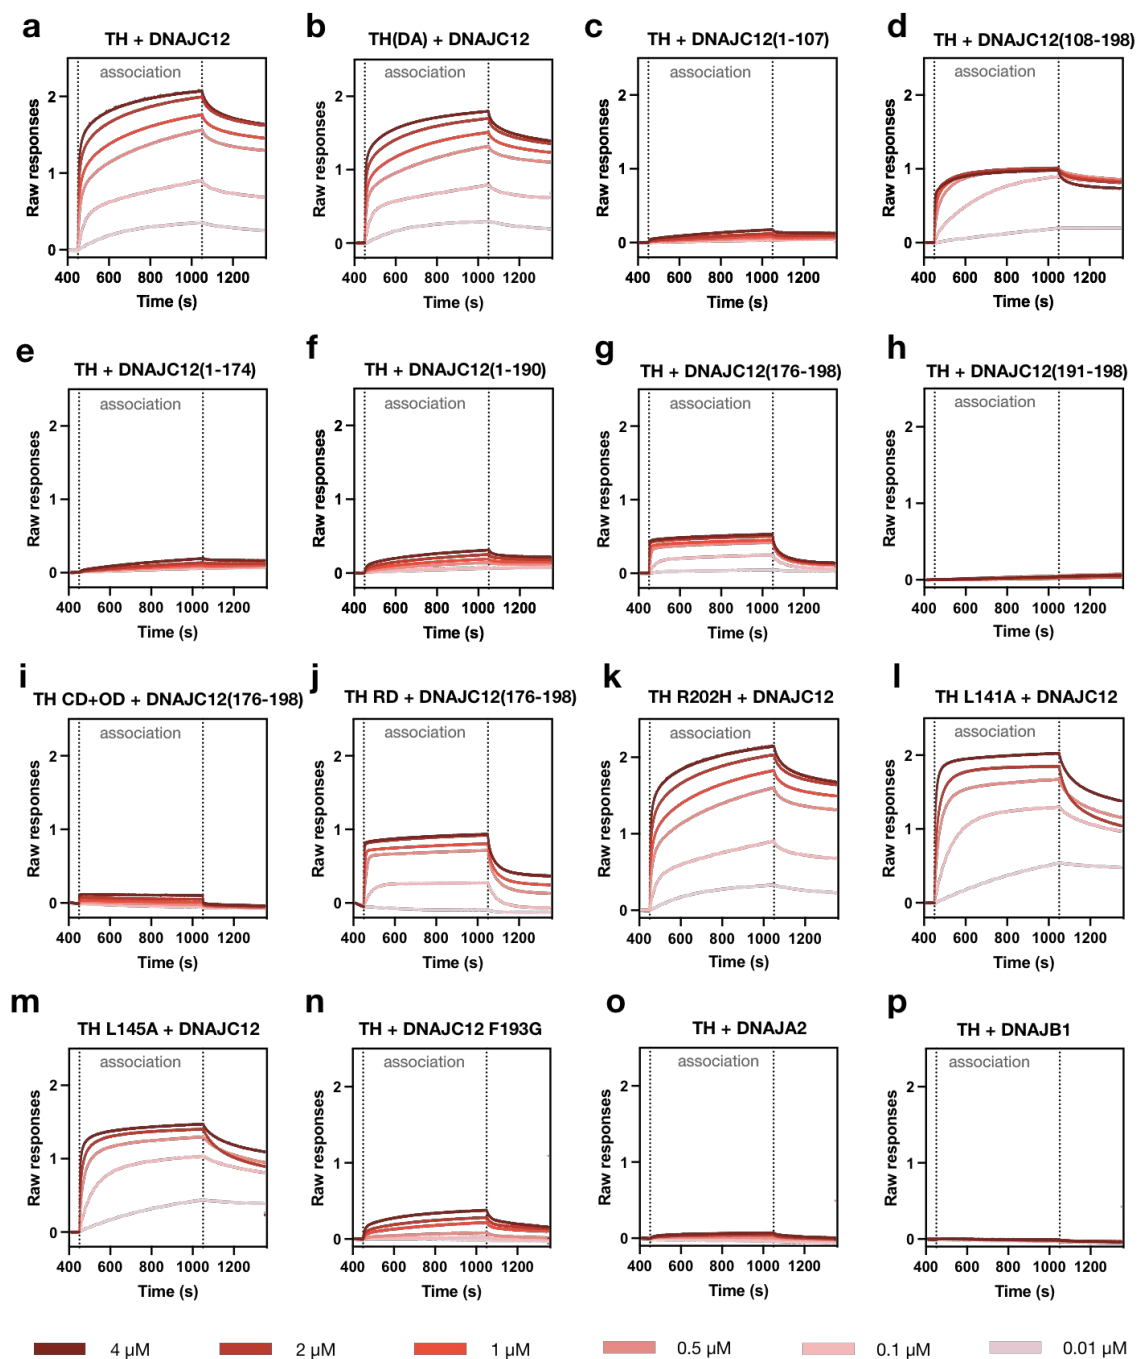 a
TH + DNAJC12
association
Raw responses
2
1
0
400 600 800 1000 1200
Time (s)
b
TH(DA) + DNAJC12
association
Raw responses
2
1
0
400 600 800 1000 1200
Time (s)
c
TH + DNAJC12(1-107)
association
Raw responses
2
1
0
400 600 800 1000 1200
Time (s)
d
TH + DNAJC12(108-198)
association
Raw responses
2
1
0
400 600 800 1000 1200
Time (s)
e
TH + DNAJC12(1-174)
association
Raw responses
2
1
0
400 600 800 1000 1200
Time (s)
f
TH + DNAJC12(1-190)
association
Raw responses
2
1
0
400 600 800 1000 1200
Time (s)
g
TH + DNAJC12(176-198)
association
Raw responses
2
1
0
400 600 800 1000 1200
Time (s)
h
TH + DNAJC12(191-198)
association
Raw responses
2
1
0
400 600 800 1000 1200
Time (s)
i
TH CD+OD + DNAJC12(176-198)
association
Raw responses
2
1
0
400 600 800 1000 1200
Time (s)
j
TH RD + DNAJC12(176-198)
association
Raw responses
2
1
0
400 600 800 1000 1200
Time (s)
k
TH R202H + DNAJC12
association
Raw responses
2
1
0
400 600 800 1000 1200
Time (s)
l
TH L141A + DNAJC12
association
Raw responses
2
1
0
400 600 800 1000 1200
Time (s)
m
TH L145A + DNAJC12
association
Raw responses
2
1
0
400 600 800 1000 1200
Time (s)
n
TH + DNAJC12 F193G
association
Raw responses
2
1
0
400 600 800 1000 1200
Time (s)
o
TH + DNAJA2
association
Raw responses
2
1
0
400 600 800 1000 1200
Time (s)
p
TH + DNAJB1
association
Raw responses
2
1
0
400 600 800 1000 1200
Time (s)
4 µM 2 µM 1 µM 0.5 µM 0.1 µM 0.01 µM